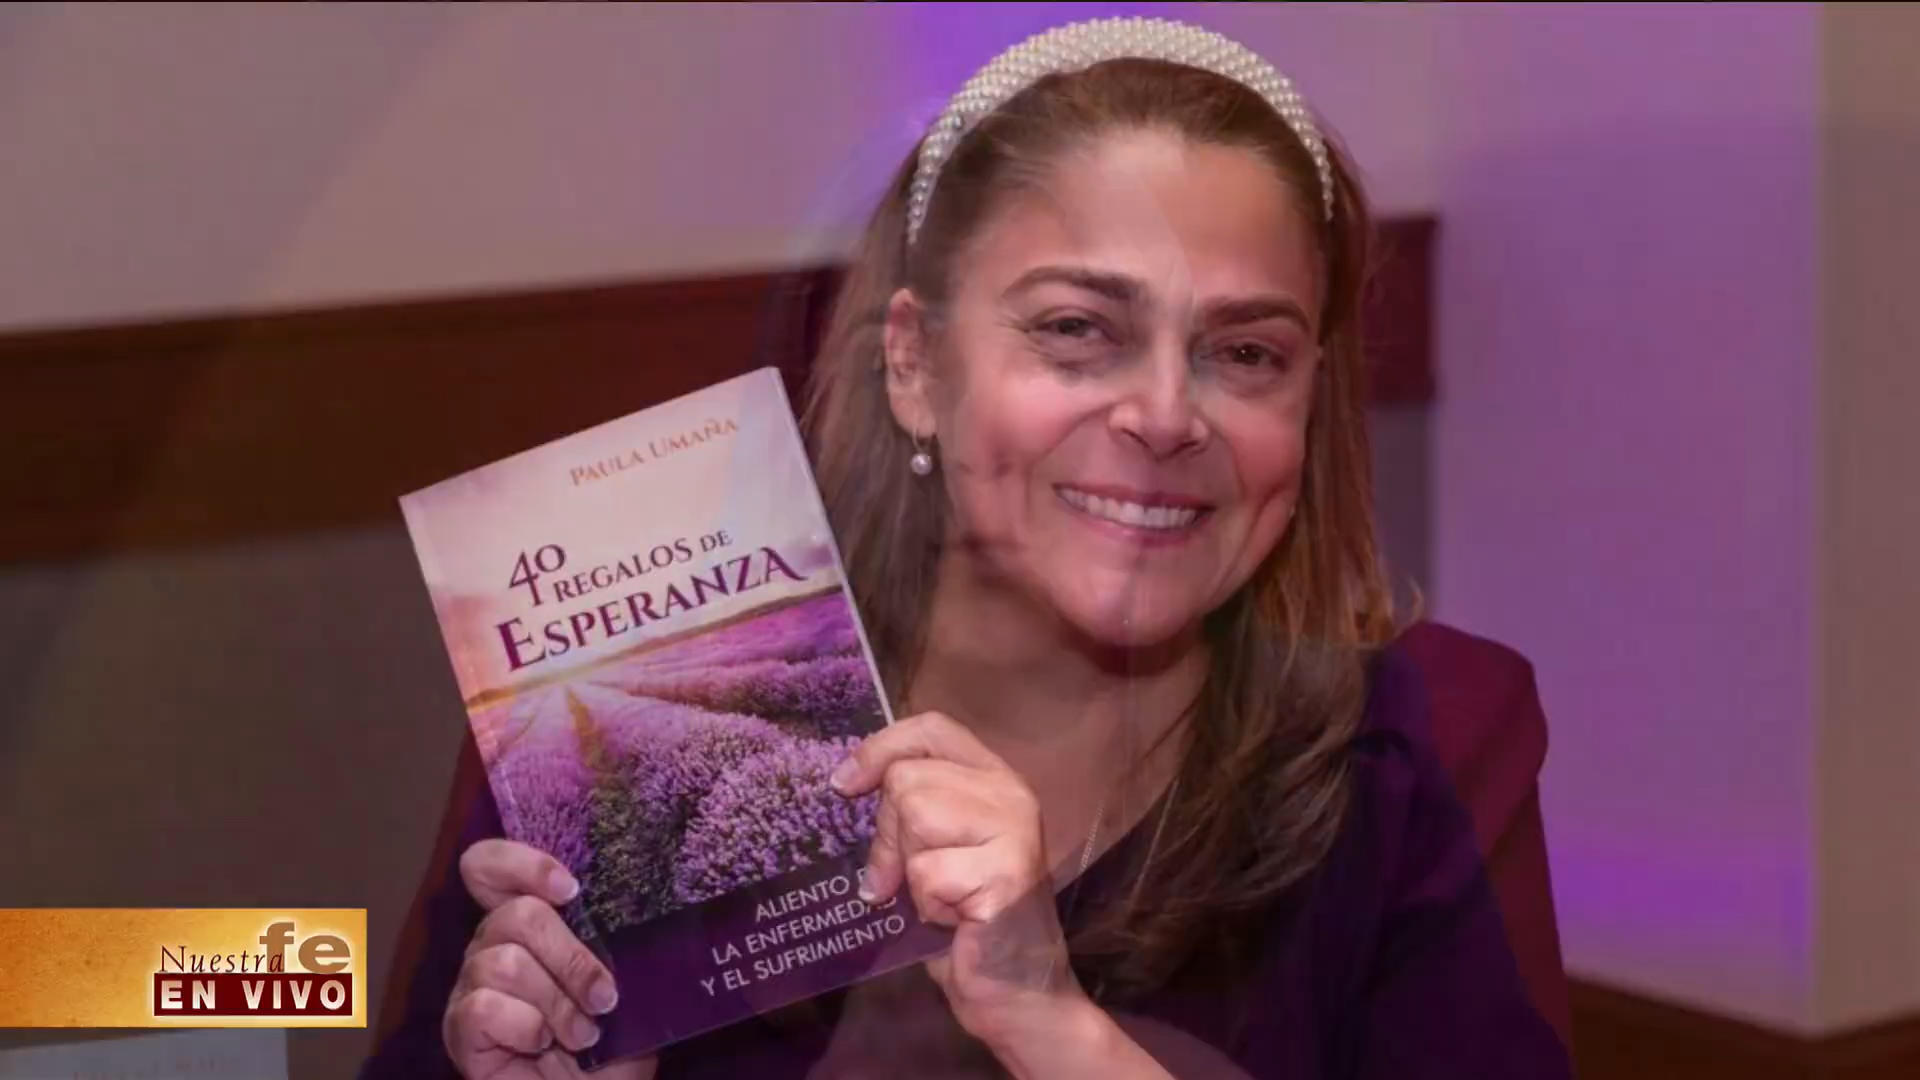 PAULA UMAÑA
40 REGALOS DE
ESPERANZA
ALIENTO
LA ENFERMEDAD
Y EL SUFRIMIENTO
Nuestra fe
EN VIVO